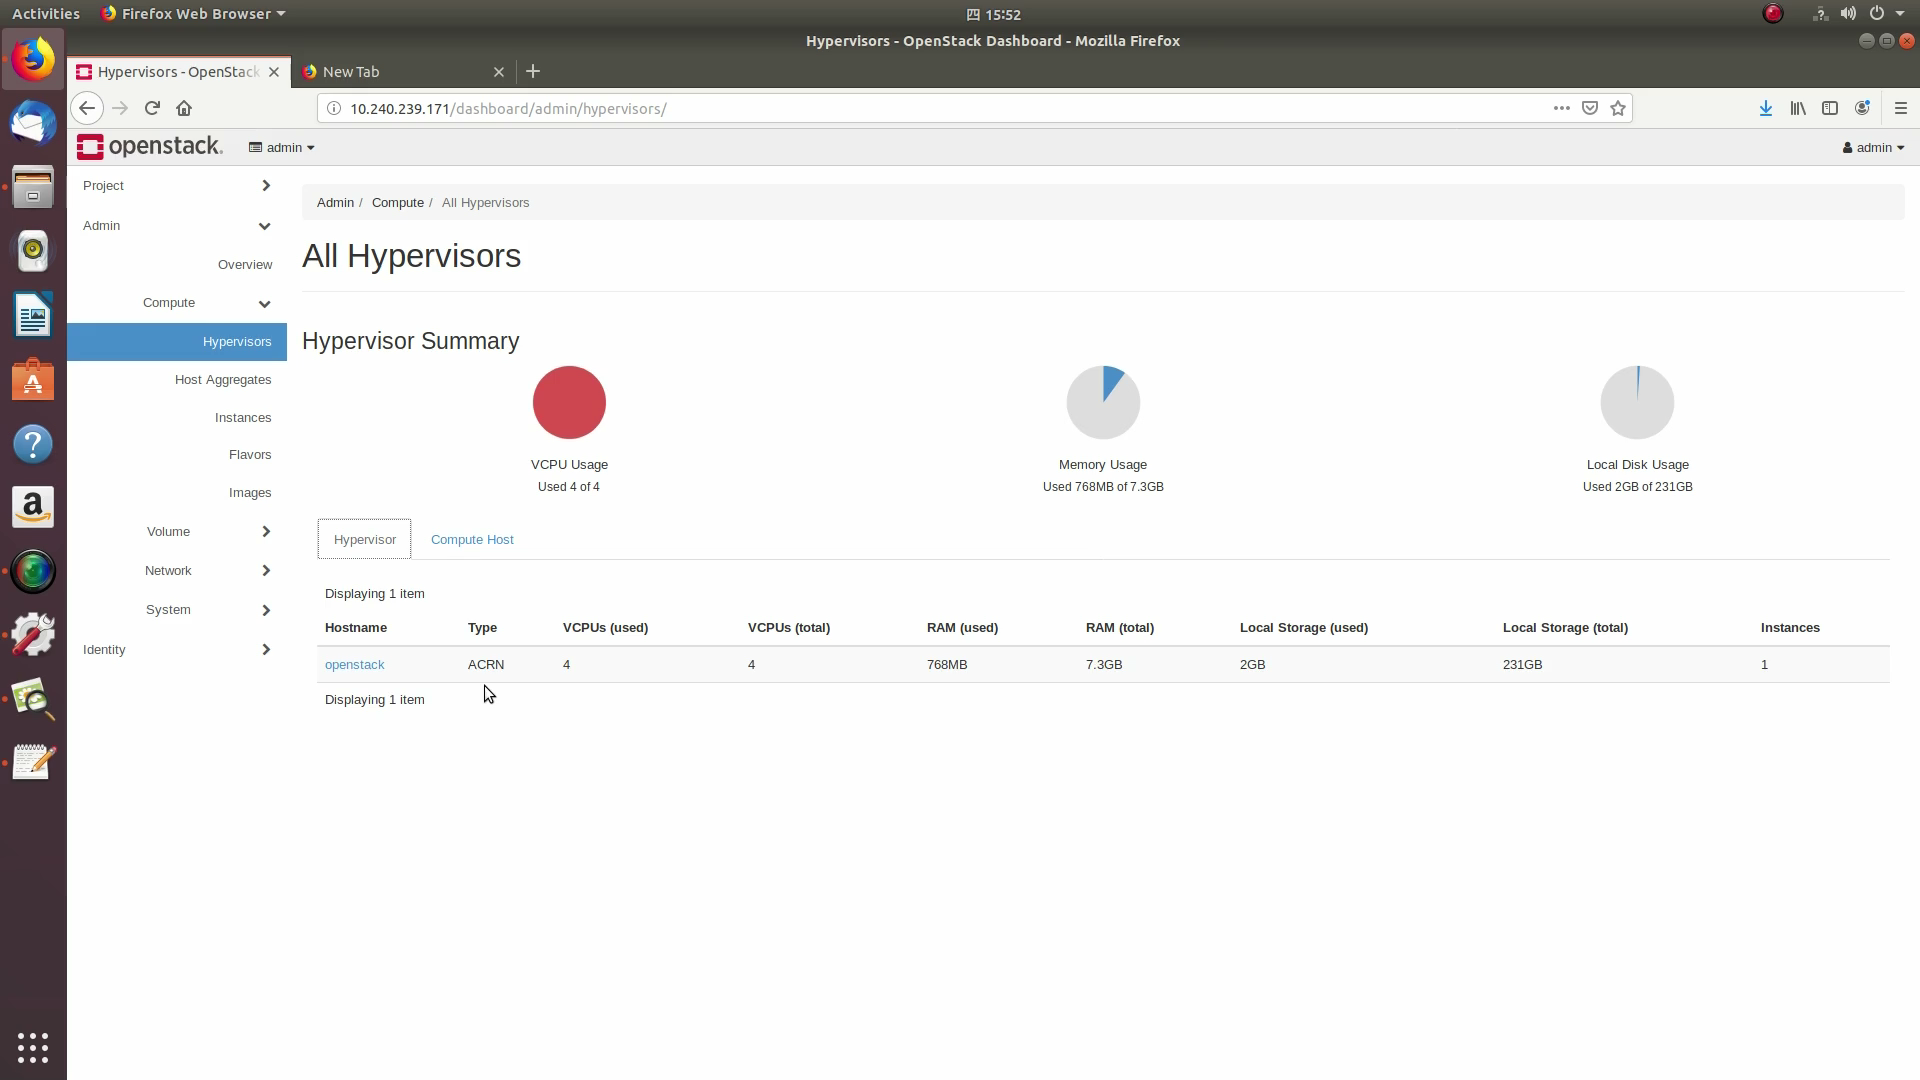 Activities Firefox Web Browser 四 15:52
Hypervisors - OpenStack Dashboard - Mozilla Firefox
Hypervisors - OpenStack New Tab
10.240.239.171/dashboard/admin/hypervisors/
openstack. admin admin
Project
Admin
Overview
Compute
Hypervisors
Host Aggregates
Instances
Flavors
Images
Volume
Network
System
Identity
Admin / Compute / All Hypervisors
All Hypervisors
Hypervisor Summary
VCPU Usage
Used 4 of 4
Memory Usage
Used 768MB of 7.3GB
Local Disk Usage
Used 2GB of 231GB
Hypervisor Compute Host
Displaying 1 item
Hostname Type VCPUs (used) VCPUs (total) RAM (used) RAM (total) Local Storage (used) Local Storage (total) Instances
openstack ACRN 4 4 768MB 7.3GB 2GB 231GB 1
Displaying 1 item